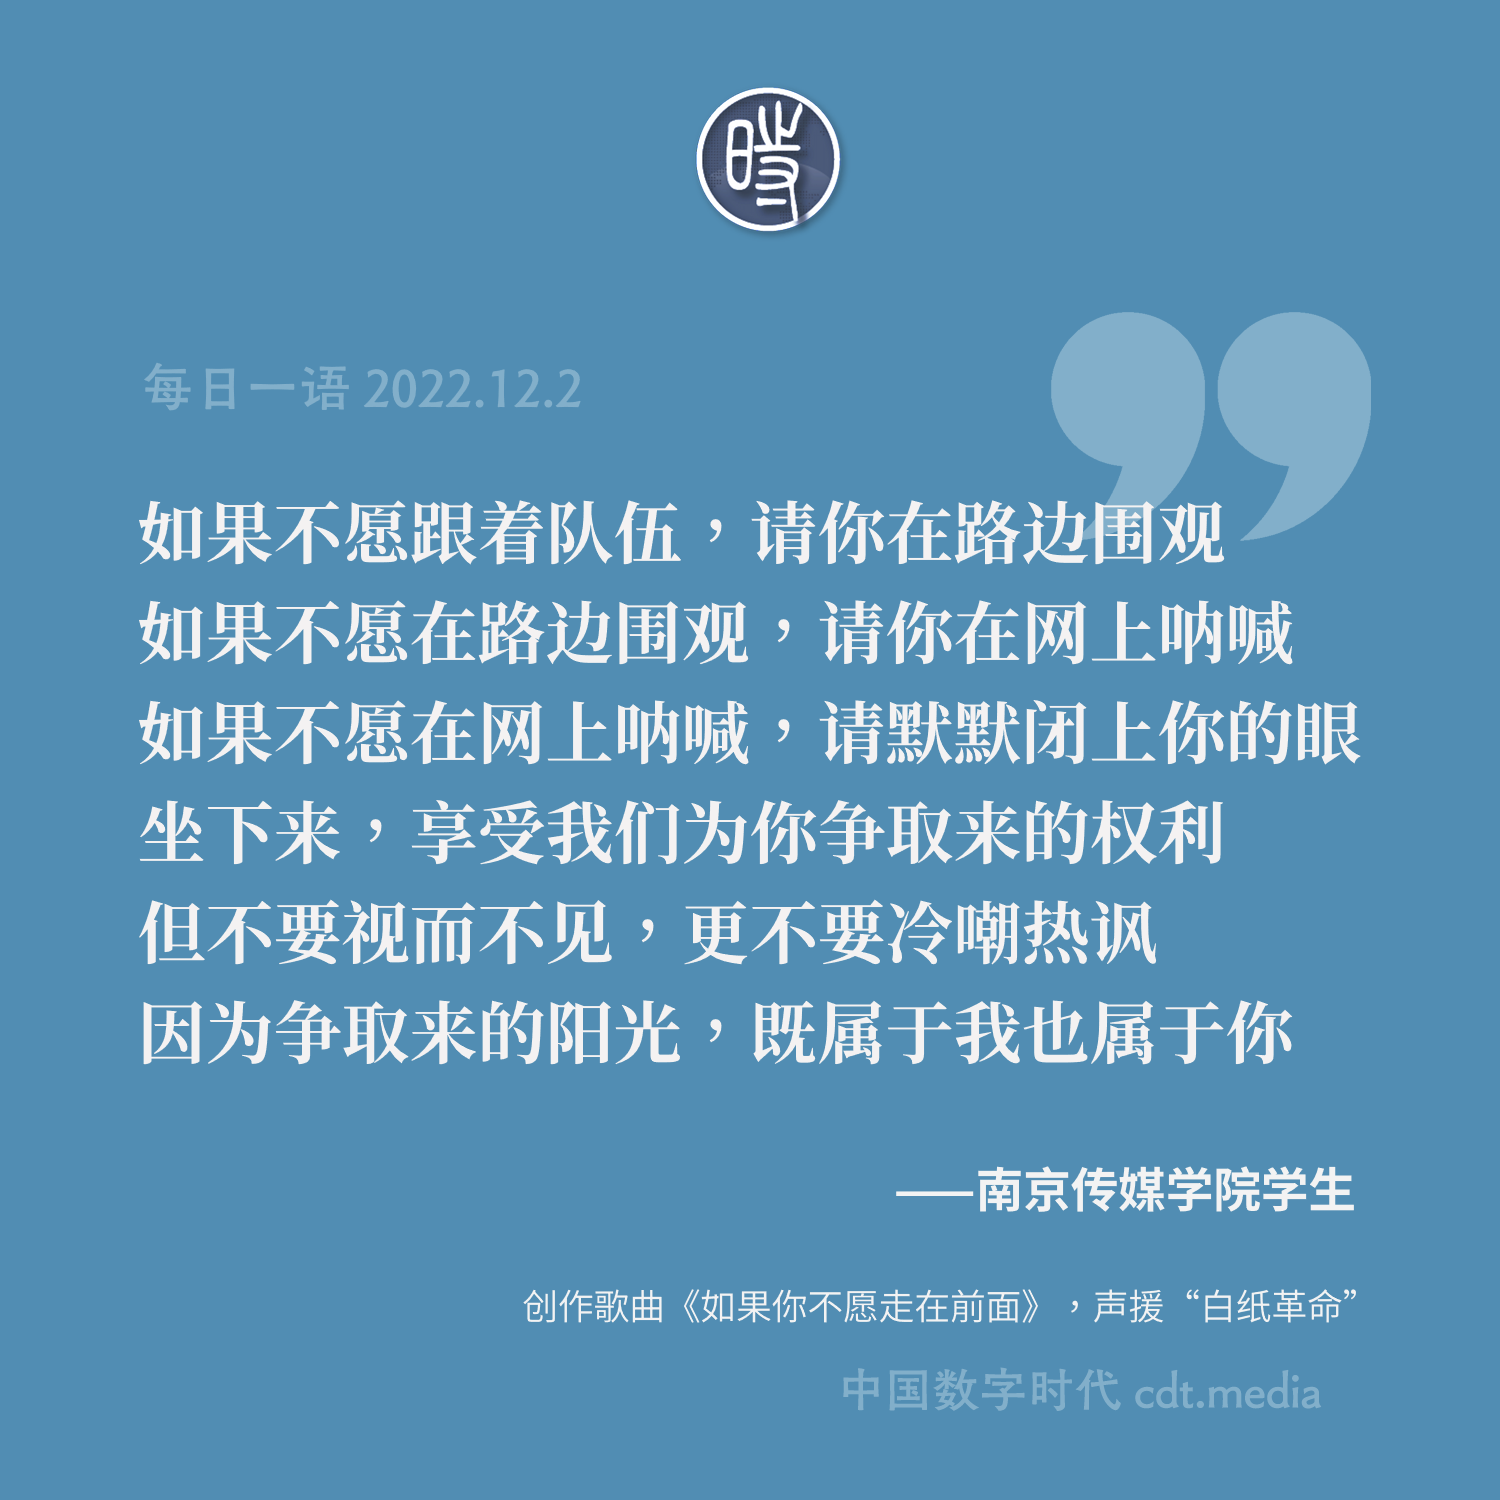 時
每日一语 2022.12.2
如果不愿跟着队伍，请你在路边围观
如果不愿在路边围观，请你在网上呐喊
如果不愿在网上呐喊，请默默闭上你的眼
坐下来，享受我们为你争取来的权利
但不要视而不见，更不要冷嘲热讽
因为争取来的阳光，既属于我也属于你
——南京传媒学院学生
创作歌曲《如果你不愿走在前面》，声援“白纸革命”
中国数字时代 cdt.media